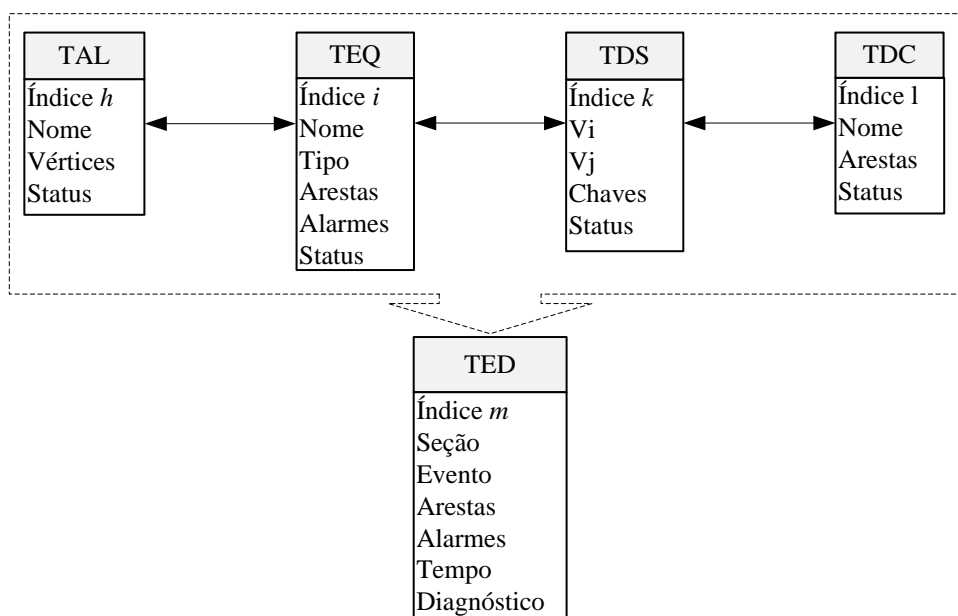 TAL
Índice h
Nome
Vértices
Status
TEQ
Índice i
Nome
Tipo
Arestas
Alarmes
Status
TDS
Índice k
Vi
Vj
Chaves
Status
TDC
Índice l
Nome
Arestas
Status
TED
Índice m
Seção
Evento
Arestas
Alarmes
Tempo
Diagnóstico